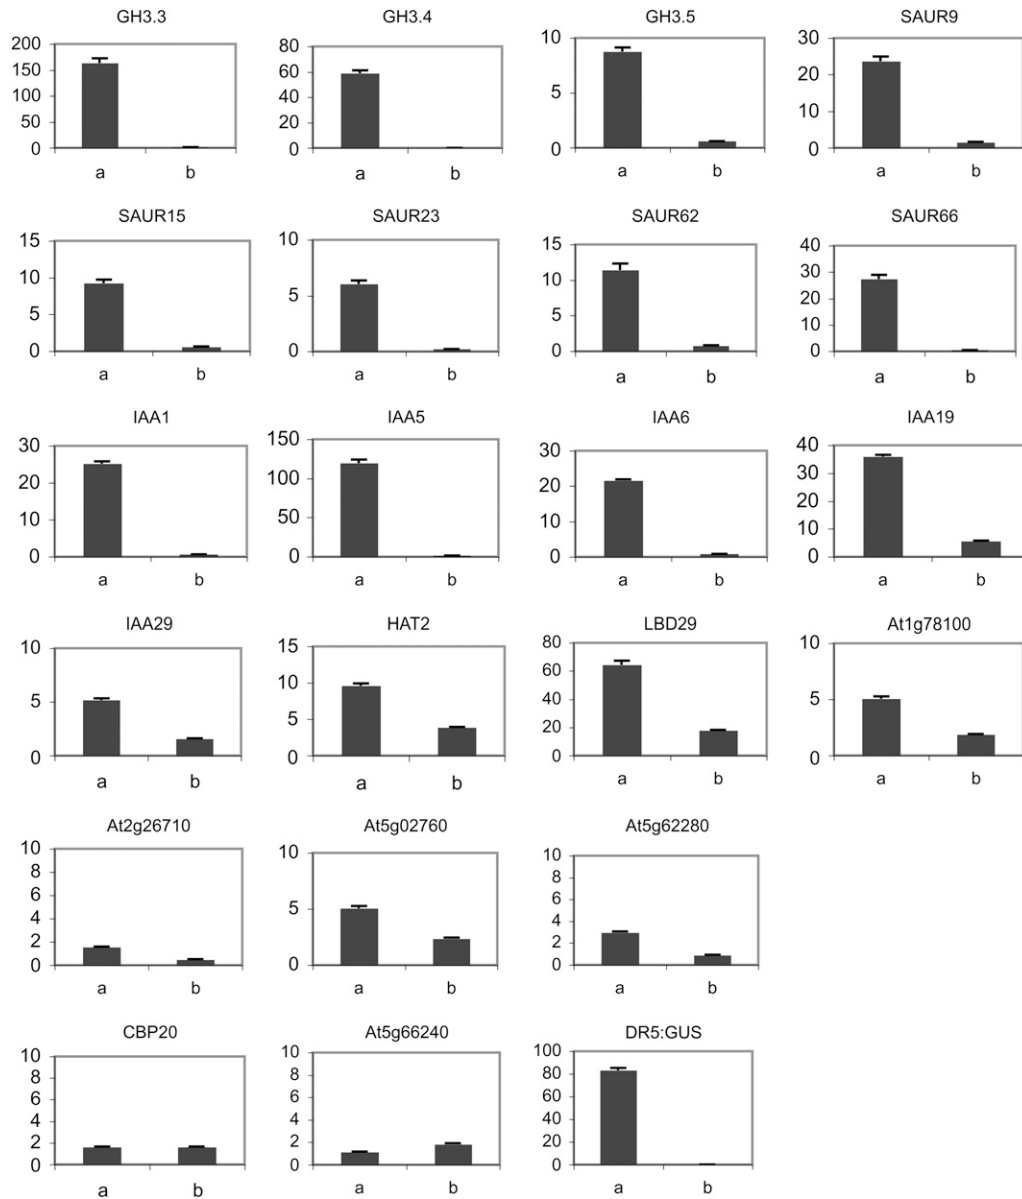 GH3.3 GH3.4 GH3.5 SAUR9
200 80 10 30
150 60 20
100 40 5 10
50 20
0 0 0 0
a b a b a b a b
SAUR15 SAUR23 SAUR62 SAUR66
15 10 15 40
10 5 10 30
5 5 20
10
0 0 0 0
a b a b a b a b
IAA1 IAA5 IAA6 IAA19
30 150 30 40
20 100 20 30
10 50 10 20
10
0 0 0 0
a b a b a b a b
IAA29 HAT2 LBD29 At1g78100
10 15 80 10
5 10 60 5
5 40
20
0 0 0 0
a b a b a b a b
At2g26710 At5g02760 At5g62280
10 10 10
8 8
6 5 6
4 4
2 2
0 0 0
a b a b a b
CBP20 At5g66240 DR5:GUS
10 10 100
8 8 80
6 6 60
4 4 40
2 2 20
0 0 0
a b a b a b